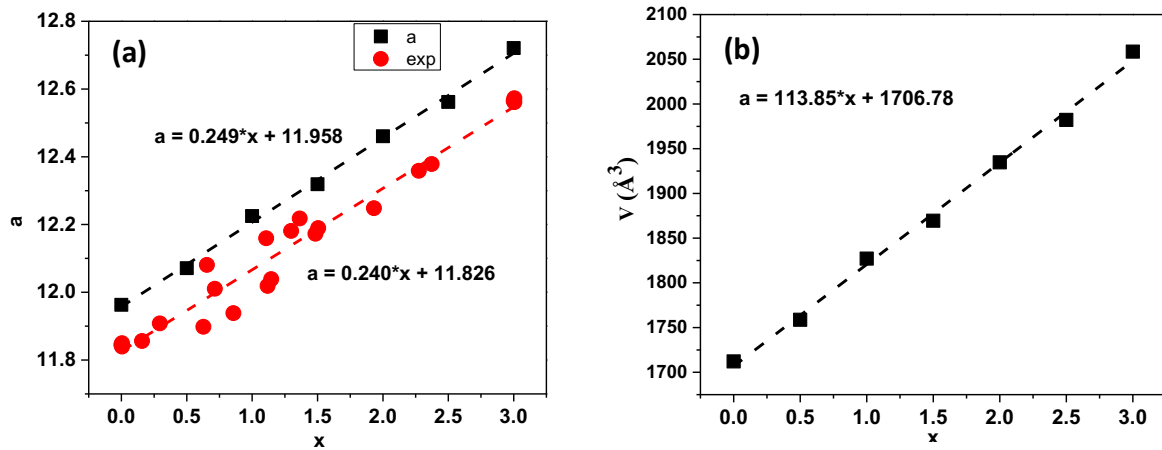 (a)
a
exp
a = 0.249*x + 11.958
a = 0.240*x + 11.826
12.8
12.6
12.4
12.2
12.0
11.8
a
0.0 0.5 1.0 1.5 2.0 2.5 3.0
x
(b)
a = 113.85*x + 1706.78
2100
2050
2000
1950
1900
1850
1800
1750
1700
V (Å³)
0.0 0.5 1.0 1.5 2.0 2.5 3.0
x